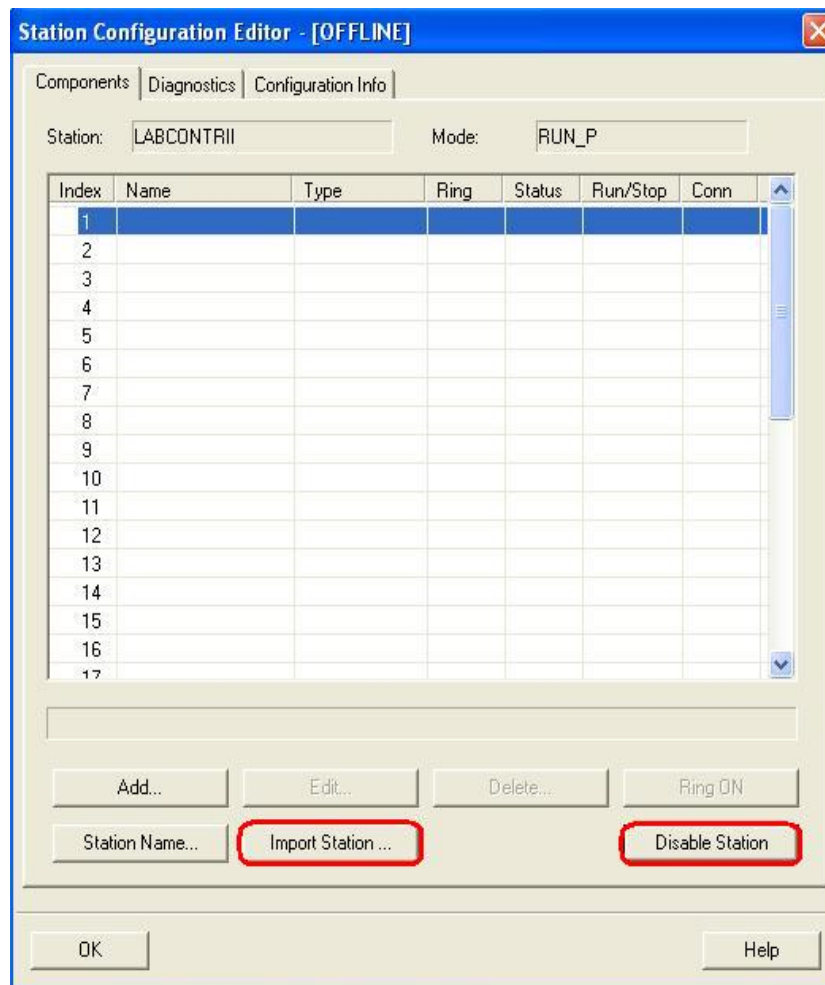 Station Configuration Editor - [OFFLINE]
Components Diagnostics Configuration Info
Station: LABCONTRII Mode: RUN_P
Index Name Type Ring Status Run/Stop Conn
1
2
3
4
5
6
7
8
9
10
11
12
13
14
15
16
17
Add... Edit... Delete... Ring ON
Station Name... Import Station ... Disable Station
OK Help